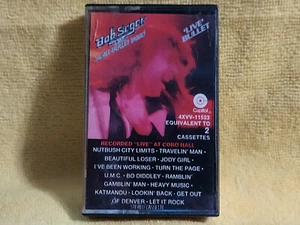 Bob Seger
& THE SILVER BULLET BAND
'LIVE'
BULLET
Capitol
4XVV-11523
EQUIVALENT TO
2
CASSETTES
RECORDED "LIVE" AT COBO HALL
NUTBUSH CITY LIMITS · TRAVELIN' MAN ·
BEAUTIFUL LOSER · JODY GIRL ·
I'VE BEEN WORKING · TURN THE PAGE ·
U.M.C. · BO DIDDLEY · RAMBLIN'
GAMBLIN' MAN · HEAVY MUSIC ·
KATMANDU · LOOKIN' BACK · GET OUT
OF DENVER · LET IT ROCK
STEREO CASSETTE